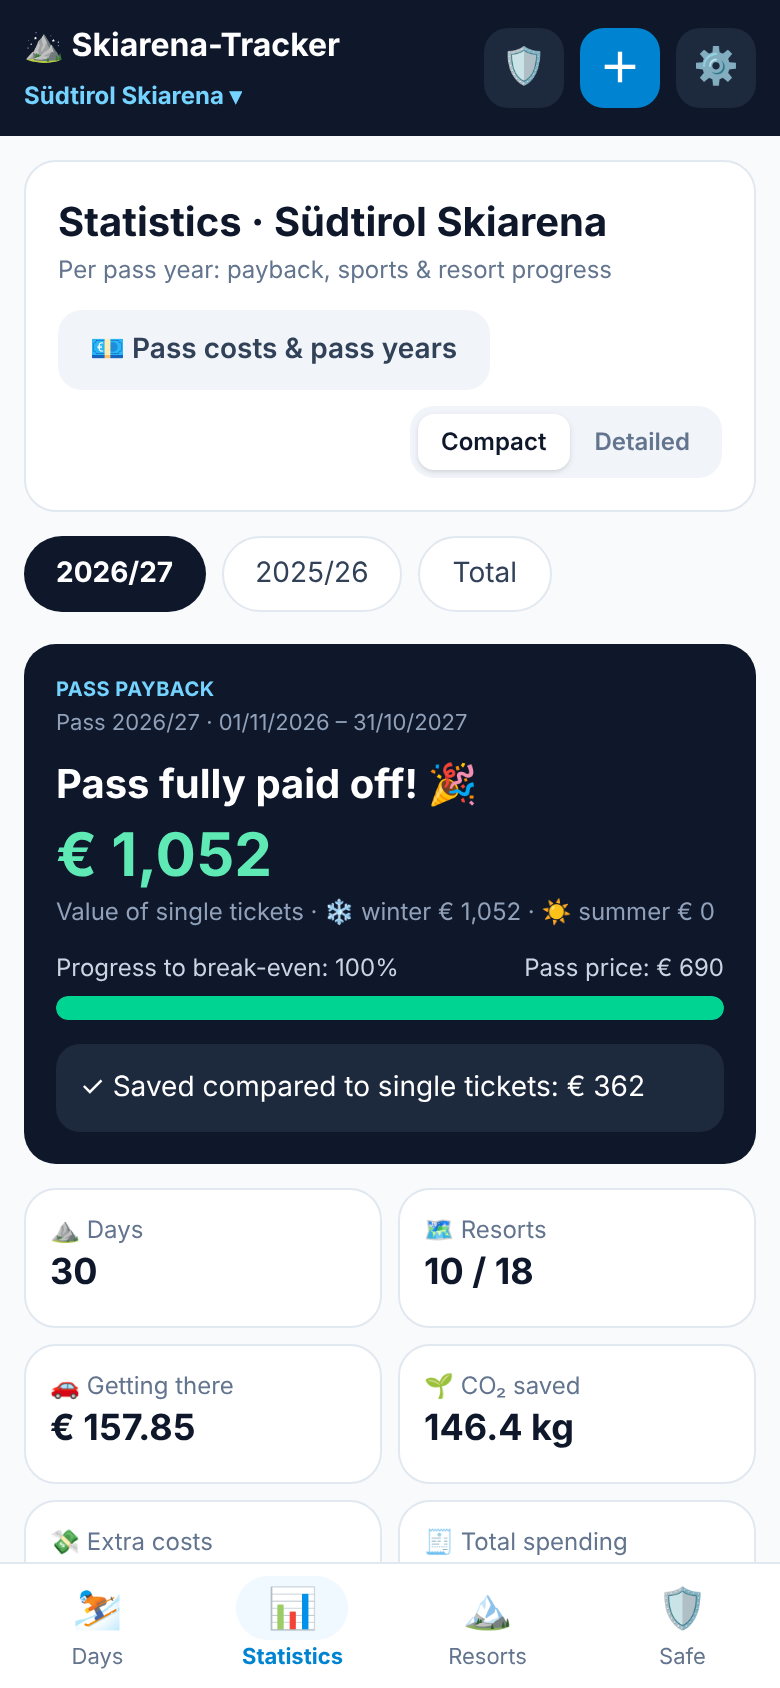 Skiarena-Tracker
Südtirol Skiarena ▾
Statistics · Südtirol Skiarena
Per pass year: payback, sports & resort progress
Pass costs & pass years
Compact
Detailed
2026/27
2025/26
Total
PASS PAYBACK
Pass 2026/27 · 01/11/2026 – 31/10/2027
Pass fully paid off! 🎉
€ 1,052
Value of single tickets · ❄️ winter € 1,052 · ☀️ summer € 0
Progress to break-even: 100%
Pass price: € 690
✓ Saved compared to single tickets: € 362
Days
30
Resorts
10 / 18
Getting there
€ 157.85
CO₂ saved
146.4 kg
Extra costs
Total spending
Days
Statistics
Resorts
Safe